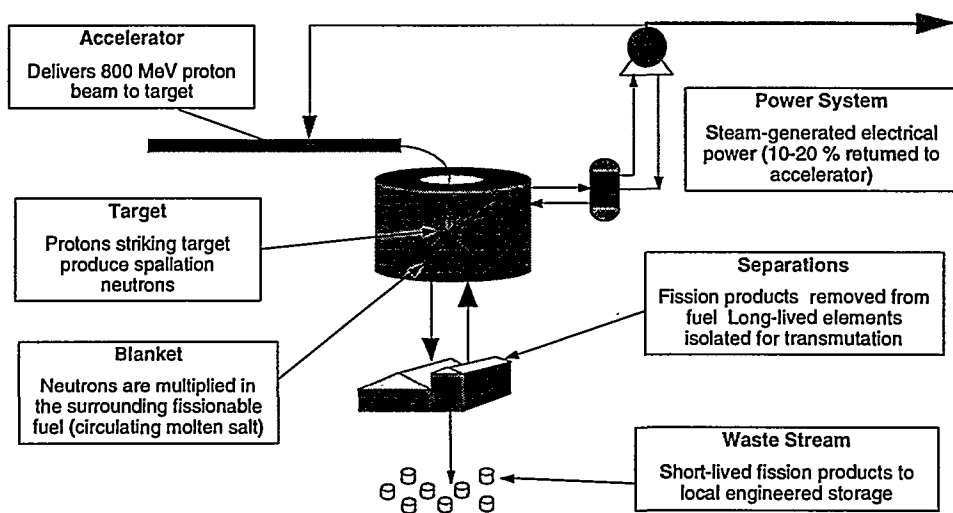 Accelerator
Delivers 800 MeV proton
beam to target
Target
Protons striking target
produce spallation
neutrons
Blanket
Neutrons are multiplied in
the surrounding fissionable
fuel (circulating molten salt)
Power System
Steam-generated electrical
power (10-20 % returned to
accelerator)
Separations
Fission products removed from
fuel Long-lived elements
isolated for transmutation
Waste Stream
Short-lived fission products to
local engineered storage